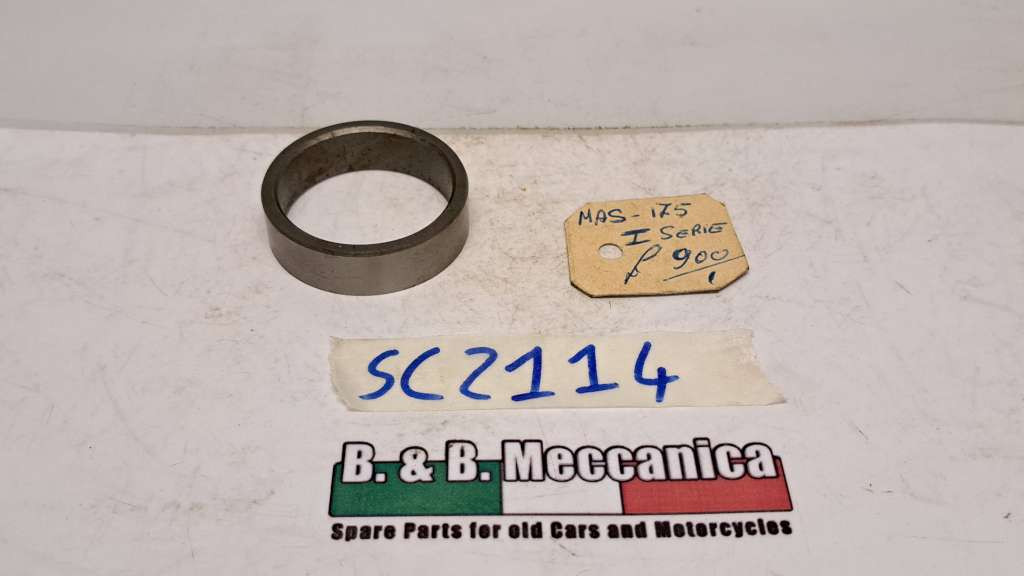 MAS-175
I SERIE
£ 900
1
SC2114
B. & B. Meccanica
Spare Parts for old Cars and Motorcycles